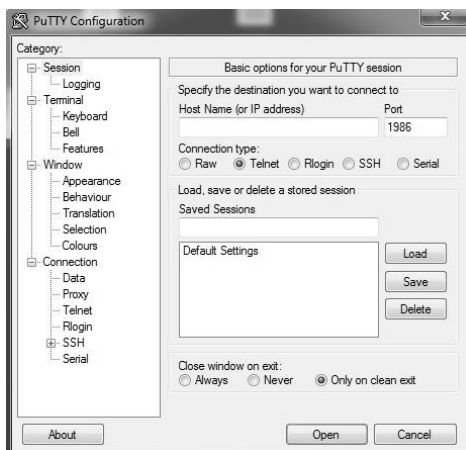 PuTTY Configuration
x
Category:
Session
Logging
Terminal
Keyboard
Bell
Features
Window
Appearance
Behaviour
Translation
Selection
Colours
Connection
Data
Proxy
Telnet
Rlogin
SSH
Serial
Basic options for your PuTTY session
Specify the destination you want to connect to
Host Name (or IP address) Port
1986
Connection type:
Raw Telnet Rlogin SSH Serial
Load, save or delete a stored session
Saved Sessions
Default Settings
Load
Save
Delete
Close window on exit:
Always Never Only on clean exit
About Open Cancel